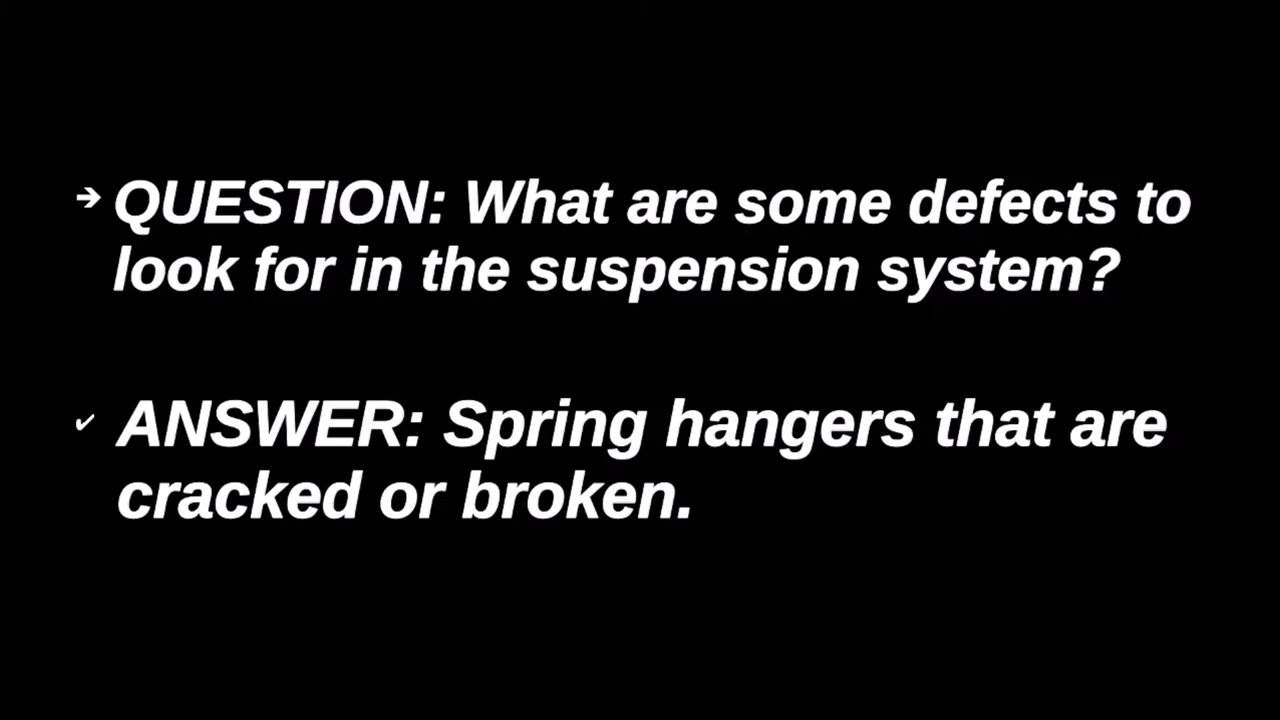 ➔ QUESTION: What are some defects to
look for in the suspension system?
✔ ANSWER: Spring hangers that are
cracked or broken.